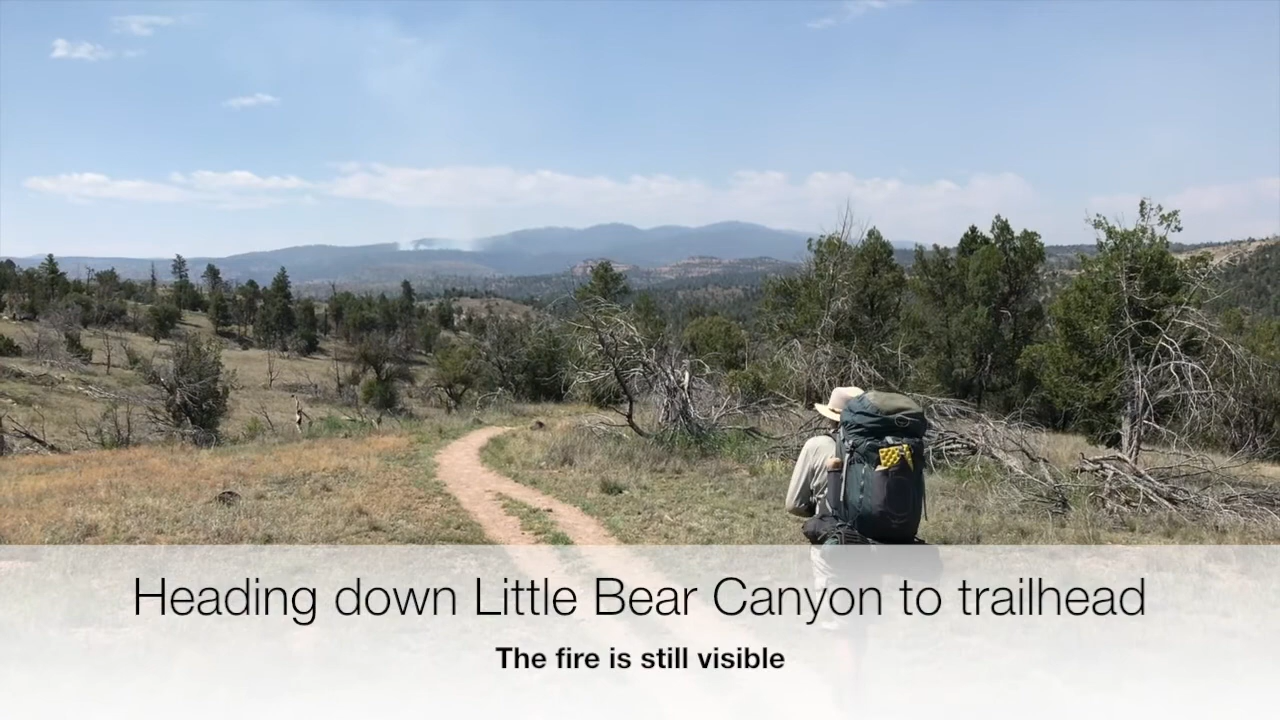 Heading down Little Bear Canyon to trailhead
The fire is still visible